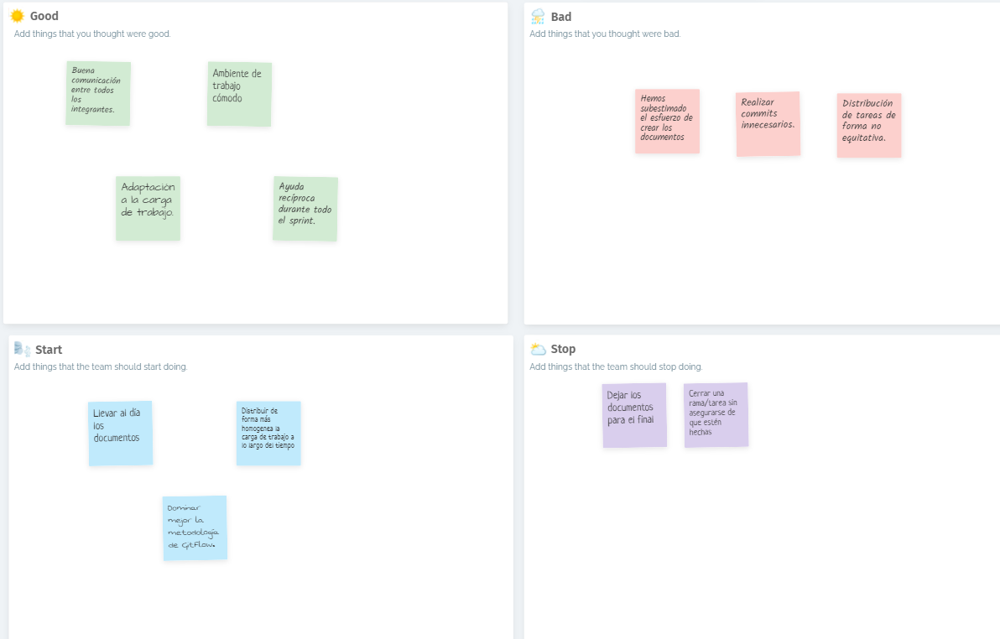 Good
Add things that you thought were good.
Buena
comunicación
entre todos
los
integrantes.
Ambiente de
trabajo
cómodo
Adaptación
a la carga
de trabajo.
Ayuda
recíproca
durante todo
el sprint.
Bad
Add things that you thought were bad.
Hemos
subestimado
el esfuerzo de
crear los
documentos
Realizar
commits
innecesarios.
Distribución
de tareas de
forma no
equitativa.
Start
Add things that the team should start doing.
Llevar al día
los
documentos
Distribuir de
forma más
homogenea la
carga de trabajo a
lo largo del tiempo
Dominar
mejor la
metodología
de GitFlow.
Stop
Add things that the team should stop doing.
Dejar los
documentos
para el final
Cerrar una
rama/tarea sin
asegurarse de
que estén
hechas